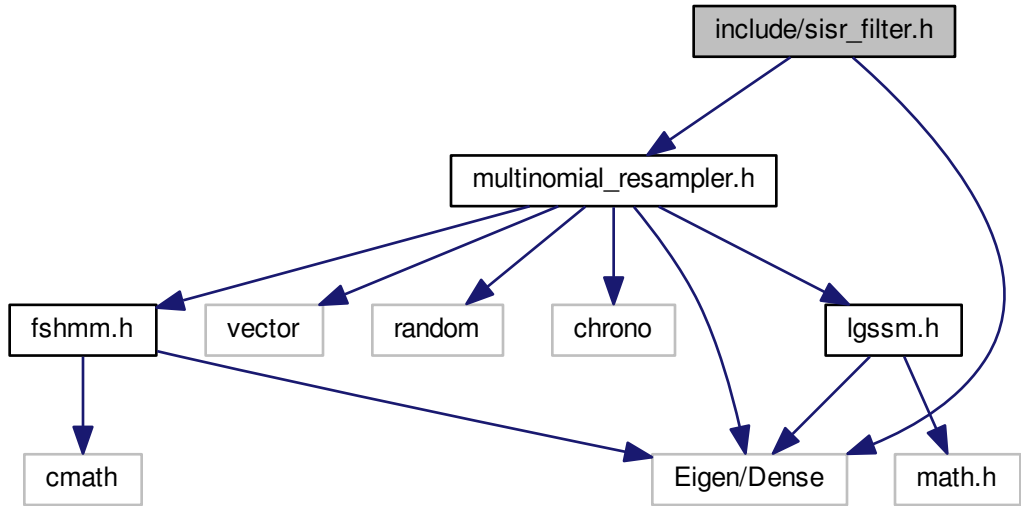 include/sisr_filter.h
multinomial_resampler.h
fshmm.h
vector
random
chrono
lgssm.h
cmath
Eigen/Dense
math.h